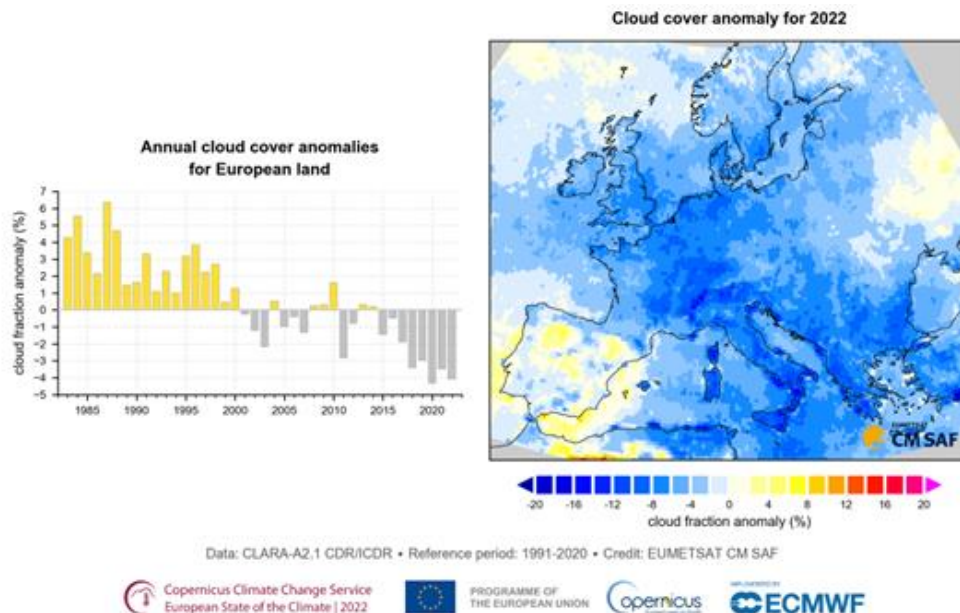 Cloud cover anomaly for 2022
Annual cloud cover anomalies
for European land
cloud fraction anomaly (%)
7
6
5
4
3
2
1
0
−1
−2
−3
−4
−5
1985 1990 1995 2000 2005 2010 2015 2020
EUMETSAT
CM SAF
-20 -16 -12 -8 -4 0 4 8 12 16 20
cloud fraction anomaly (%)
Data: CLARA-A2.1 CDR/ICDR • Reference period: 1991-2020 • Credit: EUMETSAT CM SAF
Copernicus Climate Change Service
European State of the Climate | 2022
PROGRAMME OF
THE EUROPEAN UNION
opernicus
IMPLEMENTED BY
ECMWF